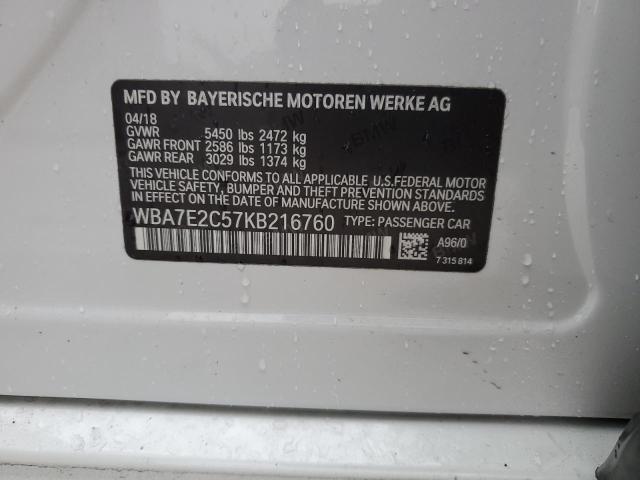 MFD BY BAYERISCHE MOTOREN WERKE AG
04/18
GVWR 5450 lbs 2472 kg
GAWR FRONT 2586 lbs 1173 kg
GAWR REAR 3029 lbs 1374 kg
THIS VEHICLE CONFORMS TO ALL APPLICABLE U.S.FEDERAL MOTOR
VEHICLE SAFETY, BUMPER, AND THEFT PREVENTION STANDARDS
IN EFFECT ON THE DATE OF MANUFACTURE SHOWN ABOVE.
WBA7E2C57KB216760 TYPE: PASSENGER CAR
A96/0
7 315 814